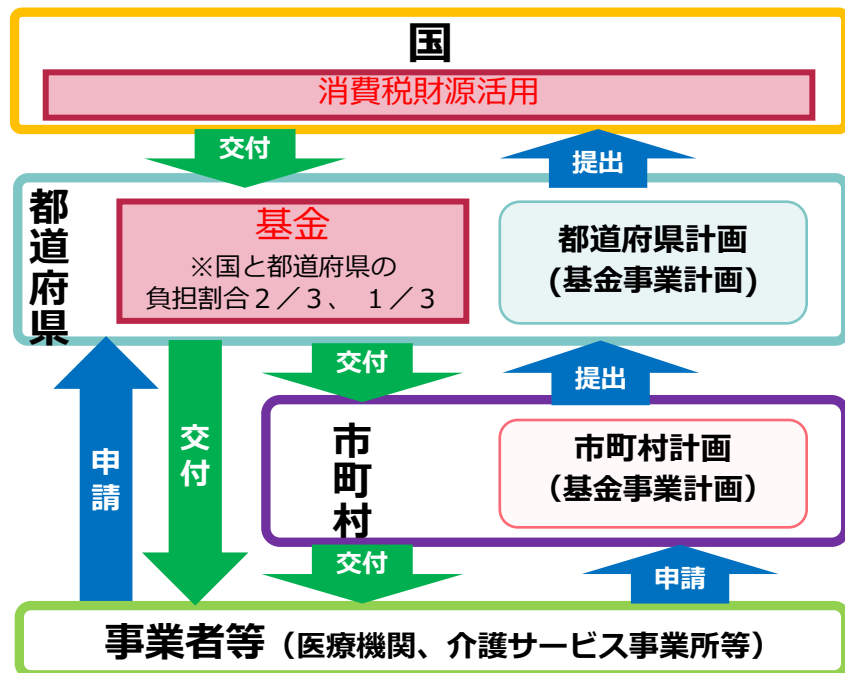 国
消費税財源活用
交付
提出
都道府県
基金
※国と都道府県の
負担割合２／３、　１／３
都道府県計画
(基金事業計画)
交付
提出
申請
交付
市町村
市町村計画
（基金事業計画）
交付
申請
事業者等（医療機関、介護サービス事業所等）